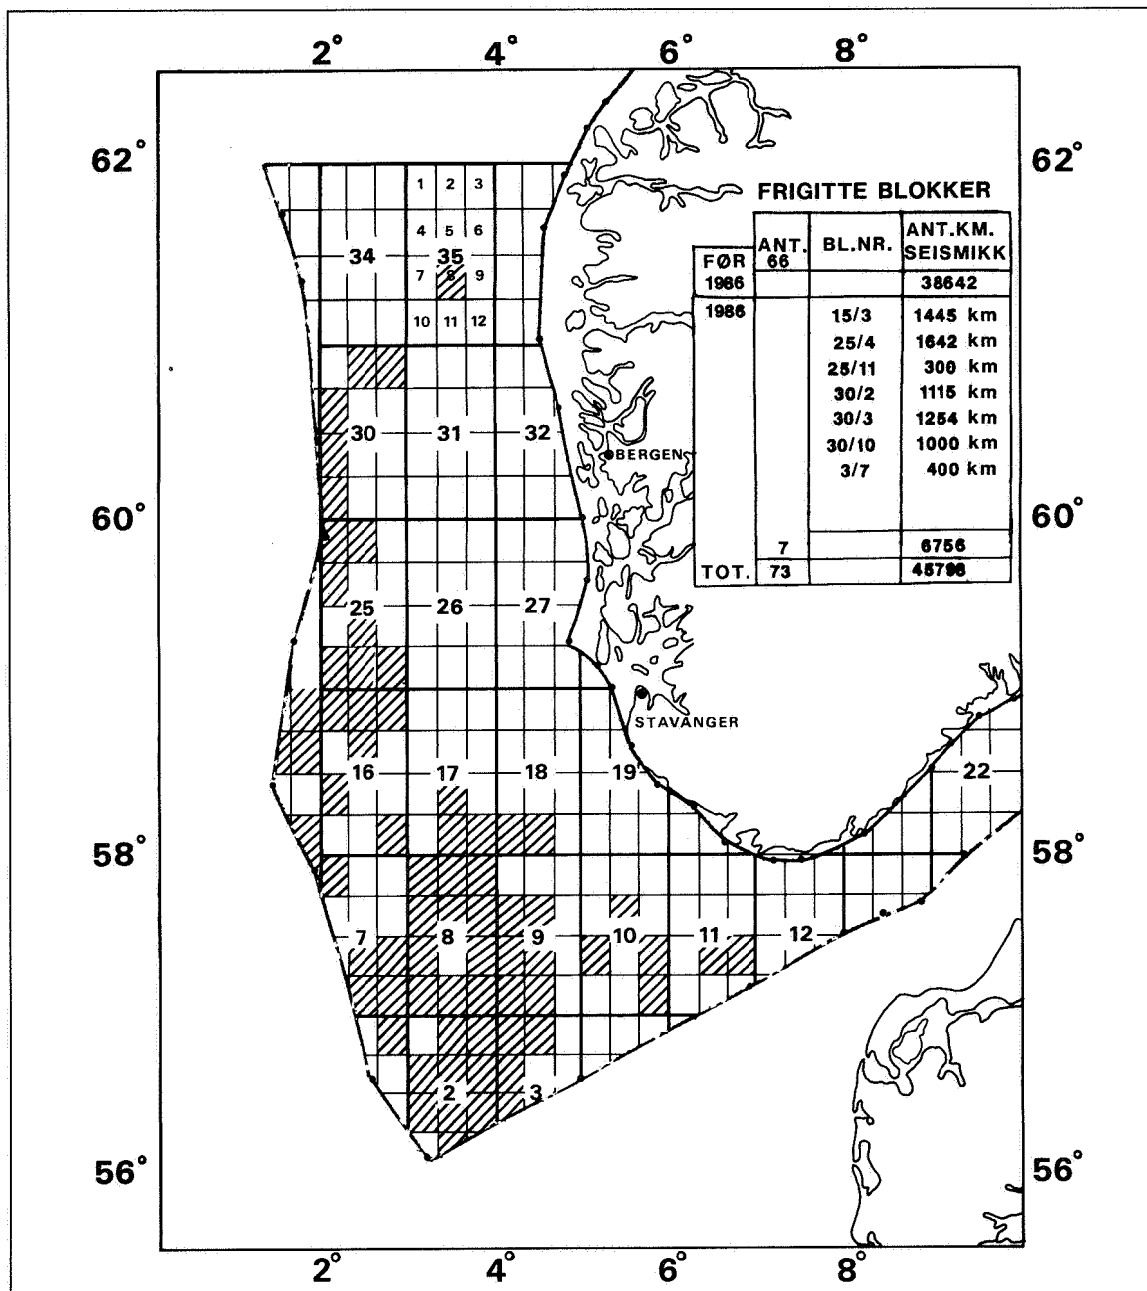 2° 4° 6° 8°
62° 62°
1 2 3
4 5 6
34 35
7 8 9
10 11 12
FRIGITTE BLOKKER
ANT. BL.NR. ANT.KM. SEISMIKK
FØR 1986 66 38642
1986 15/3 1445 km
25/4 1642 km
25/11 300 km
30/2 1115 km
30/3 1254 km
30/10 1000 km
3/7 400 km
7 6756
TOT. 73
30 31 32
BERGEN
60° 60°
25 26 27
STAVANGER
16 17 18 19 22
58° 58°
7 8 9 10 11 12
2 3
56° 56°
2° 4° 6° 8°